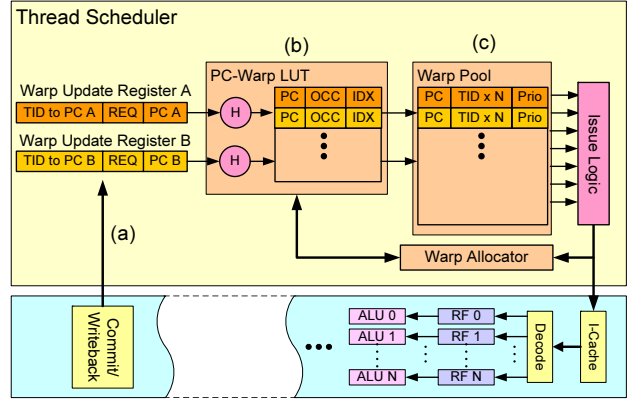 Thread Scheduler
(b)
(c)
PC-Warp LUT
Warp Pool
Warp Update Register A
TID to PC A REQ PC A
H
PC OCC IDX
PC TID x N Prio
PC OCC IDX
PC TID x N Prio
Warp Update Register B
TID to PC B REQ PC B
H
Issue Logic
(a)
Warp Allocator
Commit/
Writeback
ALU 0
RF 0
ALU 1
RF 1
ALU N
RF N
Decode
I-Cache